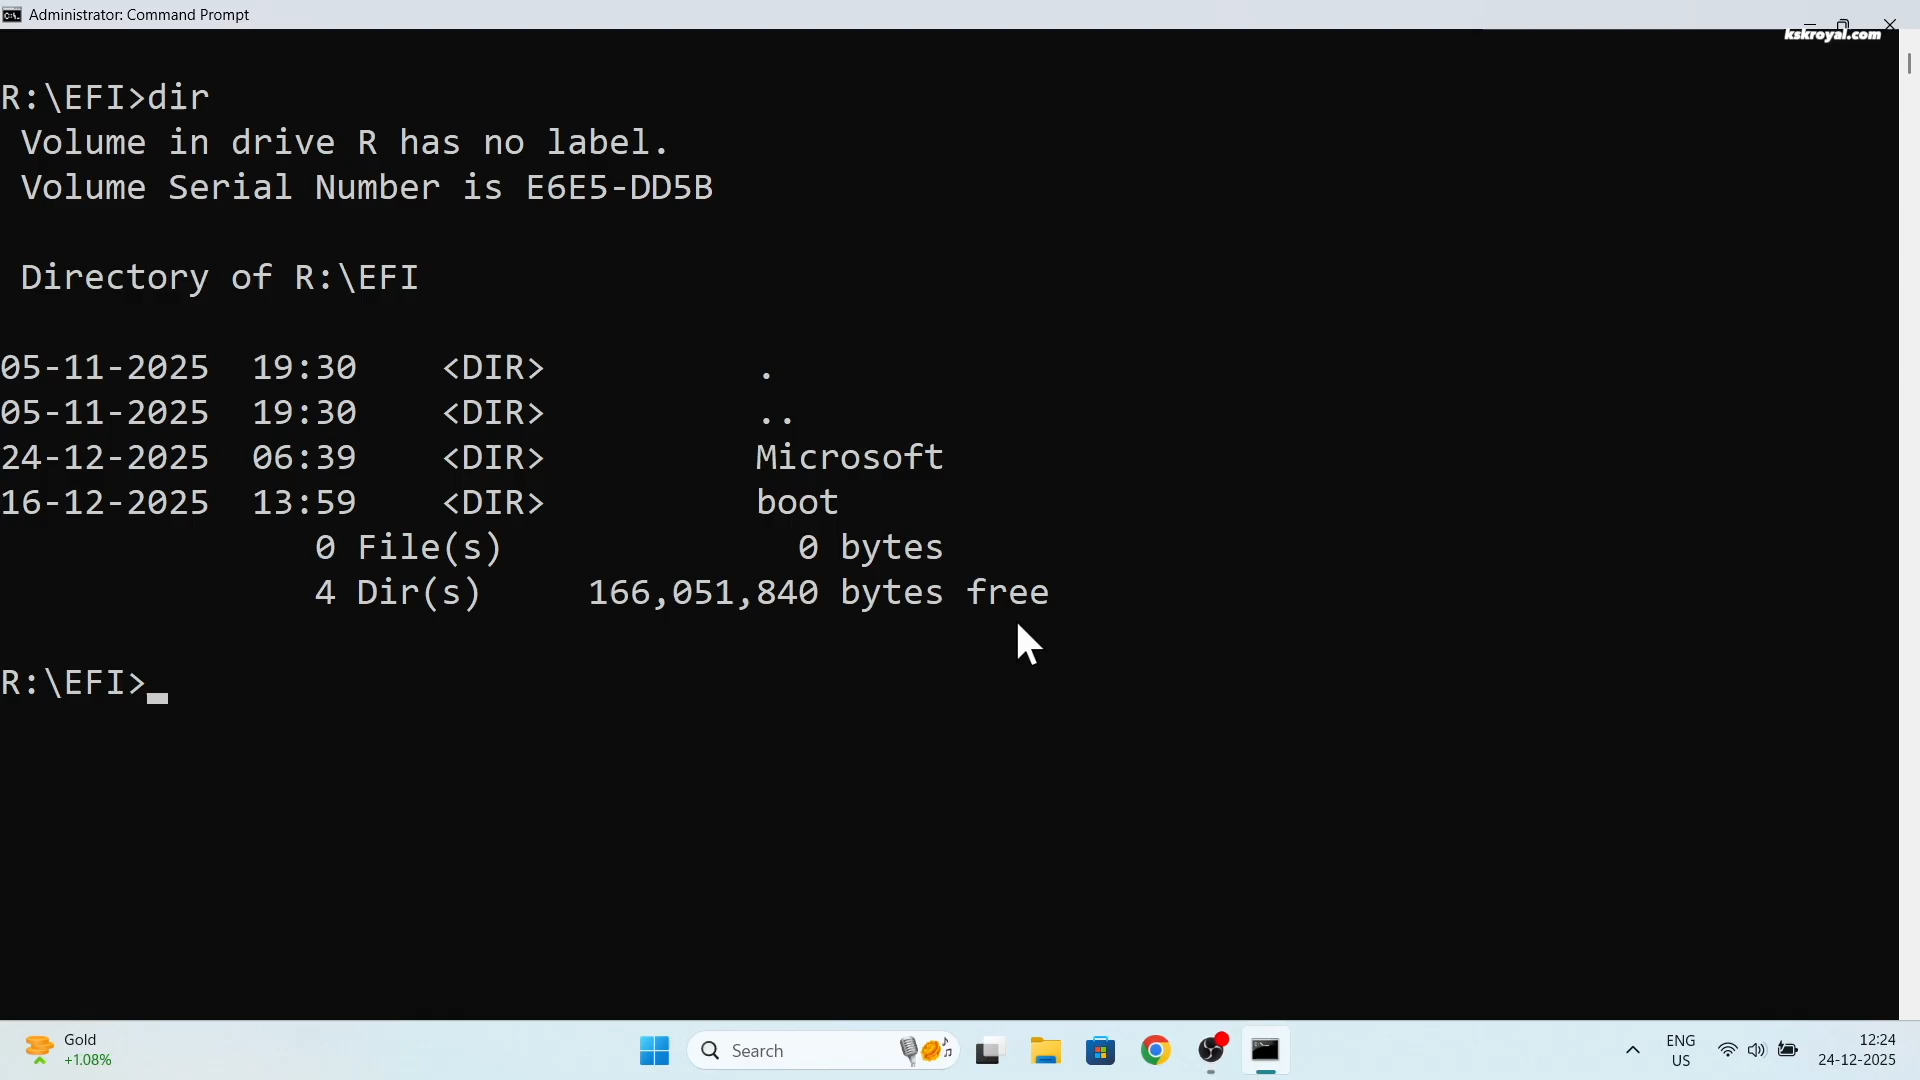 Administrator: Command Prompt
kskroyal.com
R:\EFI>dir
Volume in drive R has no label.
Volume Serial Number is E6E5-DD5B
Directory of R:\EFI
05-11-2025 19:30 <DIR> .
05-11-2025 19:30 <DIR> ..
24-12-2025 06:39 <DIR> Microsoft
16-12-2025 13:59 <DIR> boot
0 File(s) 0 bytes
4 Dir(s) 166,051,840 bytes free
R:\EFI>
Gold
+1.08%
Search
ENG
US
12:24
24-12-2025